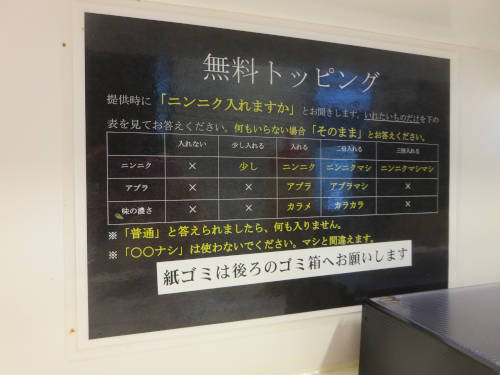 無料トッピング
提供時に「ニンニク入れますか」とお聞きします。いれたいものだけを下の
表を見てお答えください。何もいらない場合「そのまま」とお答えください。
入れない 少し入れる 入れる 二倍入れる 三倍入れる
ニンニク × 少し ニンニク ニンニクマシ ニンニクマシマシ
アブラ × × アブラ アブラマシ ×
味の濃さ × × カラメ カラカラ ×
※「普通」と答えられましたら、何も入りません。
※「〇〇ナシ」は使わないでください。マシと間違えます。
紙ゴミは後ろのゴミ箱へお願いします